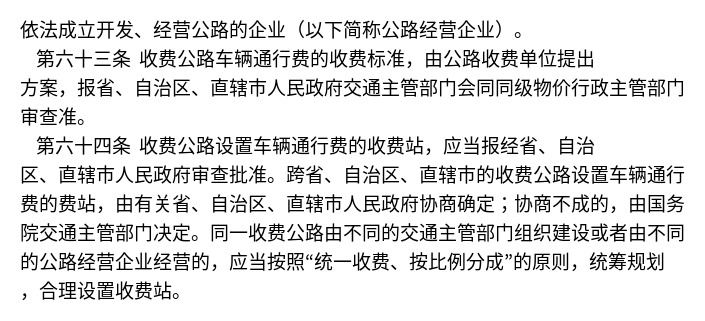 依法成立开发、经营公路的企业（以下简称公路经营企业）。
第六十三条 收费公路车辆通行费的收费标准，由公路收费单位提出
方案，报省、自治区、直辖市人民政府交通主管部门会同同级物价行政主管部门
审查准。
第六十四条 收费公路设置车辆通行费的收费站，应当报经省、自治
区、直辖市人民政府审查批准。跨省、自治区、直辖市的收费公路设置车辆通行
费的费站，由有关省、自治区、直辖市人民政府协商确定；协商不成的，由国务
院交通主管部门决定。同一收费公路由不同的交通主管部门组织建设或者由不同
的公路经营企业经营的，应当按照“统一收费、按比例分成”的原则，统筹规划
，合理设置收费站。